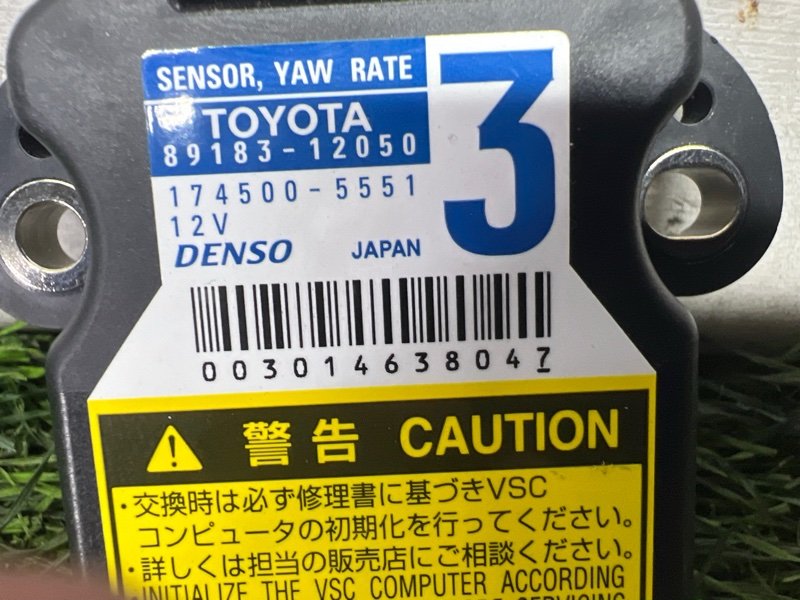 SENSOR, YAW RATE
TOYOTA
89183-12050
3
174500-5551
12V
DENSO JAPAN
003014638047
警告 CAUTION
・交換時は必ず修理書に基づきVSC
コンピュータの初期化を行ってください。
・詳しくは担当の販売店にご相談ください。
・INITIALIZE THE VSC COMPUTER ACCORDING
SERVICING